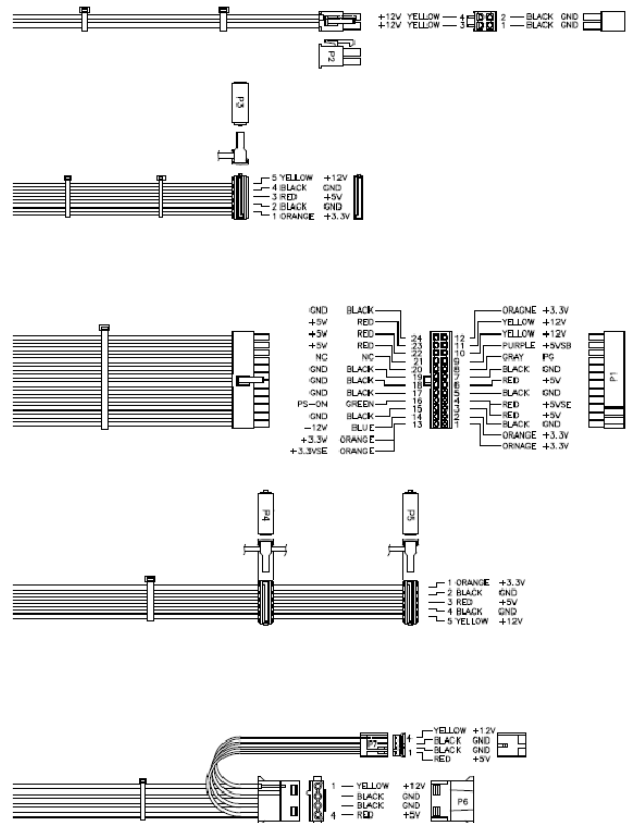 +12V YELLOW 4 2 BLACK GND
+12V YELLOW 3 1 BLACK GND
P2
P3
5 YELLOW +12V
4 BLACK GND
3 RED +5V
2 BLACK GND
1 ORANGE +3.3V
GND BLACK 24 12 ORAGNE +3.3V
+5V RED 23 11 YELLOW +12V
+5V RED 22 10 YELLOW +12V
+5V RED 21 9 PURPLE +5VSB
NC NC 20 8 GRAY PG
GND BLACK 19 7 BLACK GND
GND BLACK 18 6 RED +5V
GND BLACK 17 5 BLACK GND
PS-ON GREEN 16 4 RED +5VSE
GND BLACK 15 3 RED +5V
-12V BLUE 14 2 BLACK GND
+3.3V ORANGE 13 1 ORANGE +3.3V
+3.3VSE ORANGE ORNAGE +3.3V
P1
P4
P5
1 ORANGE +3.3V
2 BLACK GND
3 RED +5V
4 BLACK GND
5 YELLOW +12V
P7
4 YELLOW +12V
BLACK GND
1 BLACK GND
RED +5V
1 YELLOW +12V
BLACK GND
BLACK GND
4 RED +5V
P6